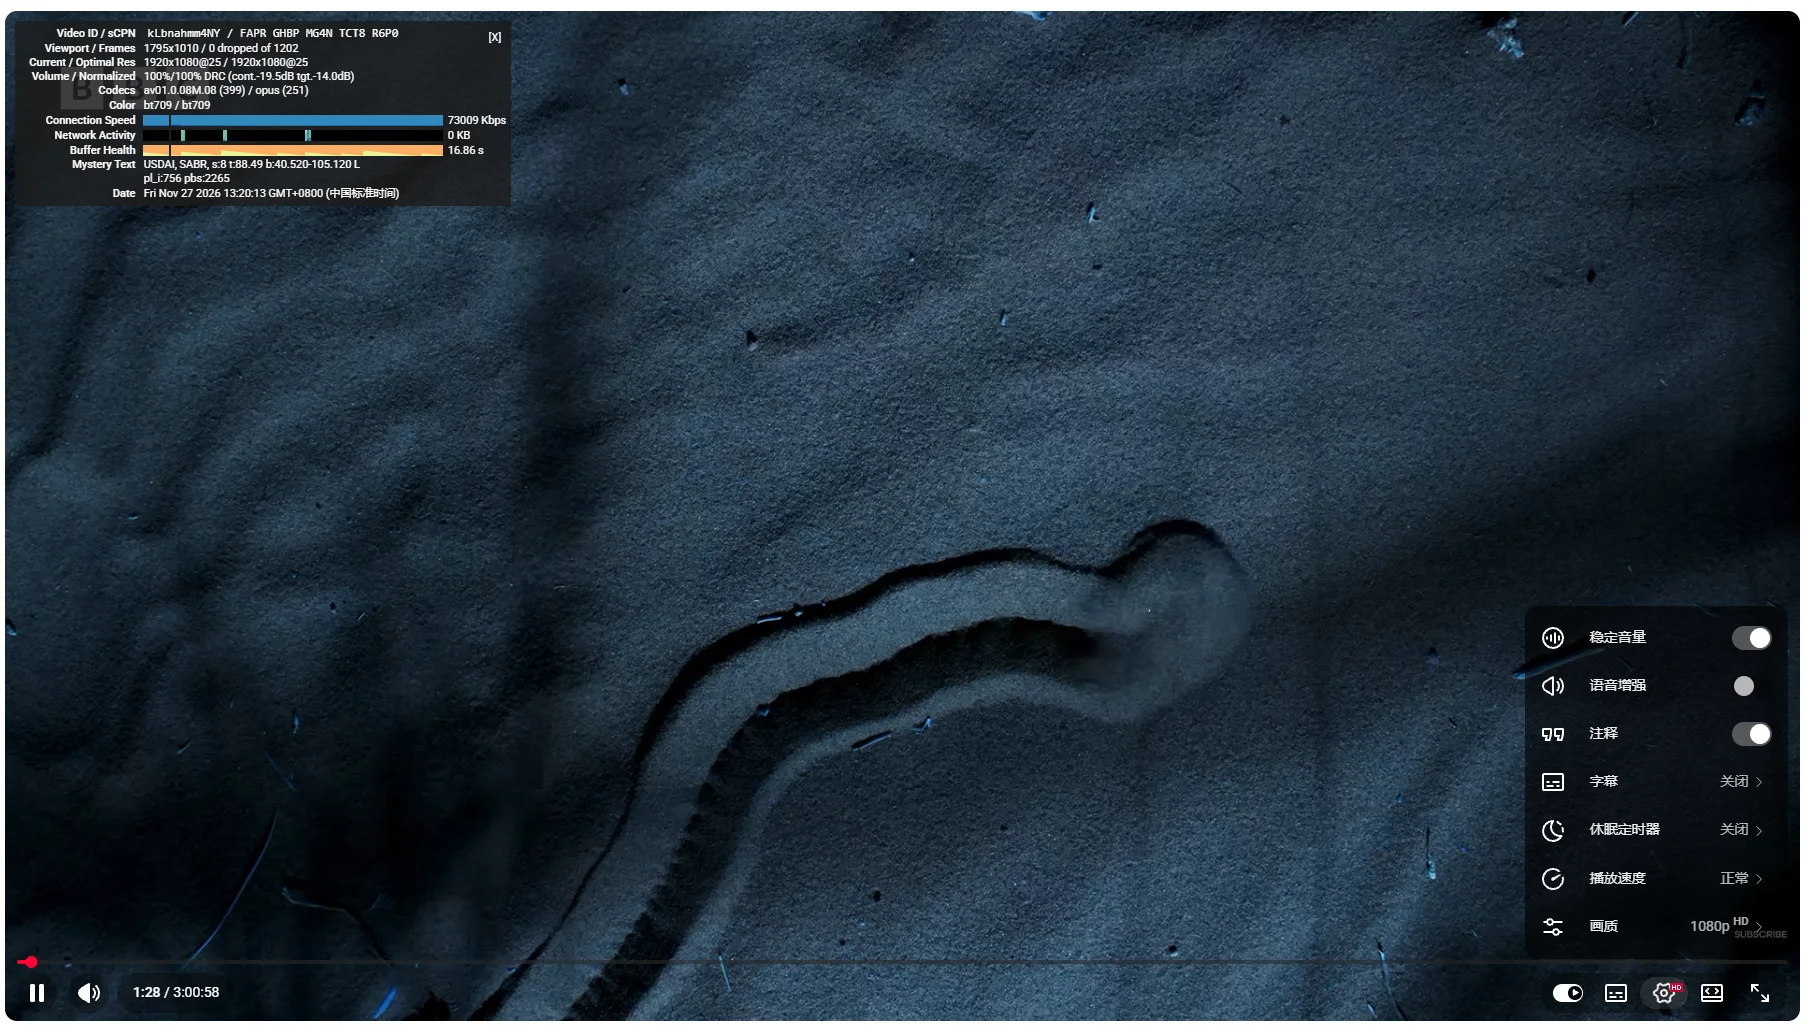 Video ID / sCPN kLbnahmm4NY / FAPR GHBP MG4N TCT8 R6P0
[X]
Viewport / Frames 1795x1010 / 0 dropped of 1202
Current / Optimal Res 1920x1080@25 / 1920x1080@25
Volume / Normalized 100%/100% DRC (cont.-19.5dB tgt.-14.0dB)
Codecs av01.0.08M.08 (399) / opus (251)
Color bt709 / bt709
Connection Speed 73009 Kbps
Network Activity 0 KB
Buffer Health 16.86 s
Mystery Text USDAI, SABR, s:8 t:88.49 b:40.520-105.120 L
pl_i:756 pbs:2265
Date Fri Nov 27 2026 13:20:13 GMT+0800 (中国标准时间)
稳定音量
语音增强
注释
字幕 关闭
休眠定时器 关闭
播放速度 正常
画质 1080p HD
SUBSCRIBE
1:28 / 3:00:58
HD